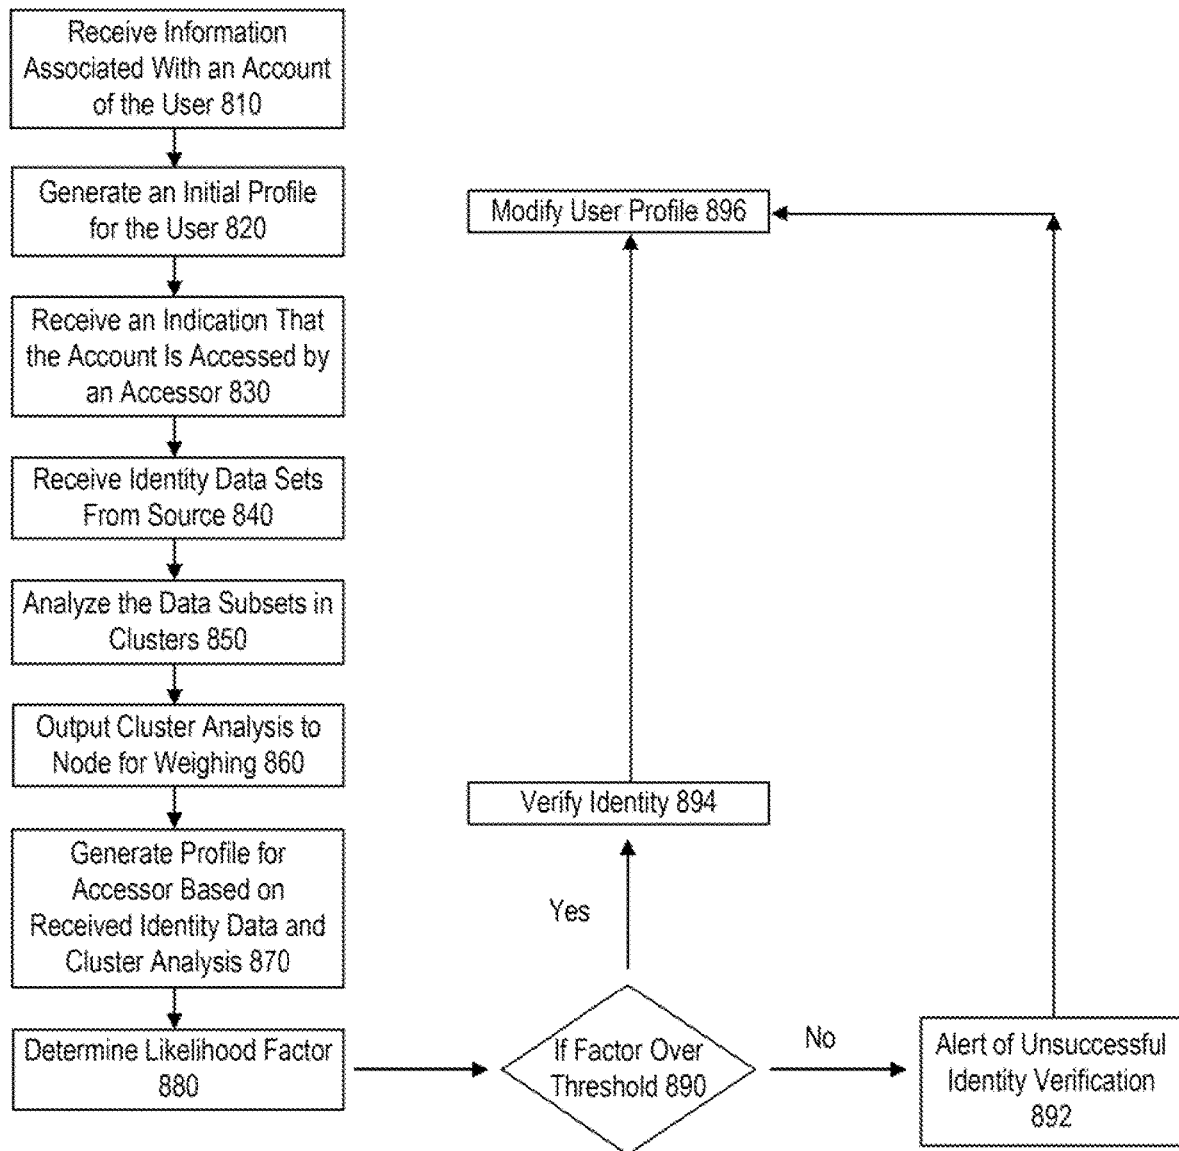 Receive Information
Associated With an Account
of the User 810
Generate an Initial Profile
for the User 820
Receive an Indication That
the Account Is Accessed by
an Accessor 830
Receive Identity Data Sets
From Source 840
Analyze the Data Subsets in
Clusters 850
Output Cluster Analysis to
Node for Weighing 860
Generate Profile for
Accessor Based on
Received Identity Data and
Cluster Analysis 870
Determine Likelihood Factor
880
If Factor Over
Threshold 890
Yes
No
Verify Identity 894
Modify User Profile 896
Alert of Unsuccessful
Identity Verification
892